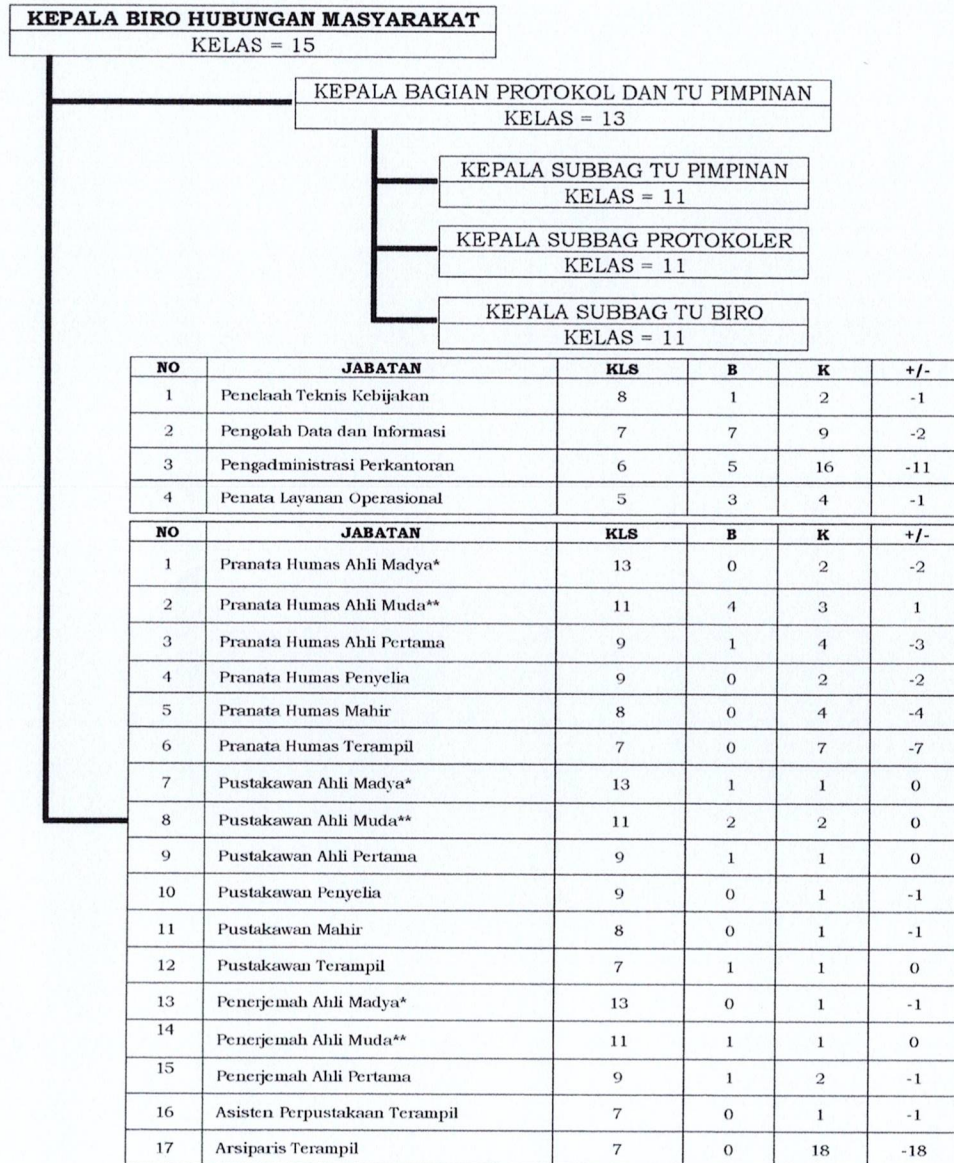 KEPALA BIRO HUBUNGAN MASYARAKAT
KELAS = 15
KEPALA BAGIAN PROTOKOL DAN TU PIMPINAN
KELAS = 13
KEPALA SUBBAG TU PIMPINAN
KELAS = 11
KEPALA SUBBAG PROTOKOLER
KELAS = 11
KEPALA SUBBAG TU BIRO
KELAS = 11
NO JABATAN KLS B K +/-
1 Penelaah Teknis Kebijakan 8 1 2 -1
2 Pengolah Data dan Informasi 7 7 9 -2
3 Pengadministrasi Perkantoran 6 5 16 -11
4 Penata Layanan Operasional 5 3 4 -1
NO JABATAN KLS B K +/-
1 Pranata Humas Ahli Madya* 13 0 2 -2
2 Pranata Humas Ahli Muda** 11 4 3 1
3 Pranata Humas Ahli Pertama 9 1 4 -3
4 Pranata Humas Penyelia 9 0 2 -2
5 Pranata Humas Mahir 8 0 4 -4
6 Pranata Humas Terampil 7 0 7 -7
7 Pustakawan Ahli Madya* 13 1 1 0
8 Pustakawan Ahli Muda** 11 2 2 0
9 Pustakawan Ahli Pertama 9 1 1 0
10 Pustakawan Penyelia 9 0 1 -1
11 Pustakawan Mahir 8 0 1 -1
12 Pustakawan Terampil 7 1 1 0
13 Penerjemah Ahli Madya* 13 0 1 -1
14 Penerjemah Ahli Muda** 11 1 1 0
15 Penerjemah Ahli Pertama 9 1 2 -1
16 Asisten Perpustakaan Terampil 7 0 1 -1
17 Arsiparis Terampil 7 0 18 -18